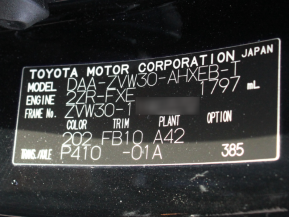 TOYOTA MOTOR CORPORATION JAPAN
MODEL DAA-ZVW30-AHXEB-I
ENGINE 2ZR-FXE 1797 mL
FRAME No. ZVW30-1
COLOR TRIM PLANT OPTION
202 FB10 A42
TRANS./AXLE P410 -01A 385